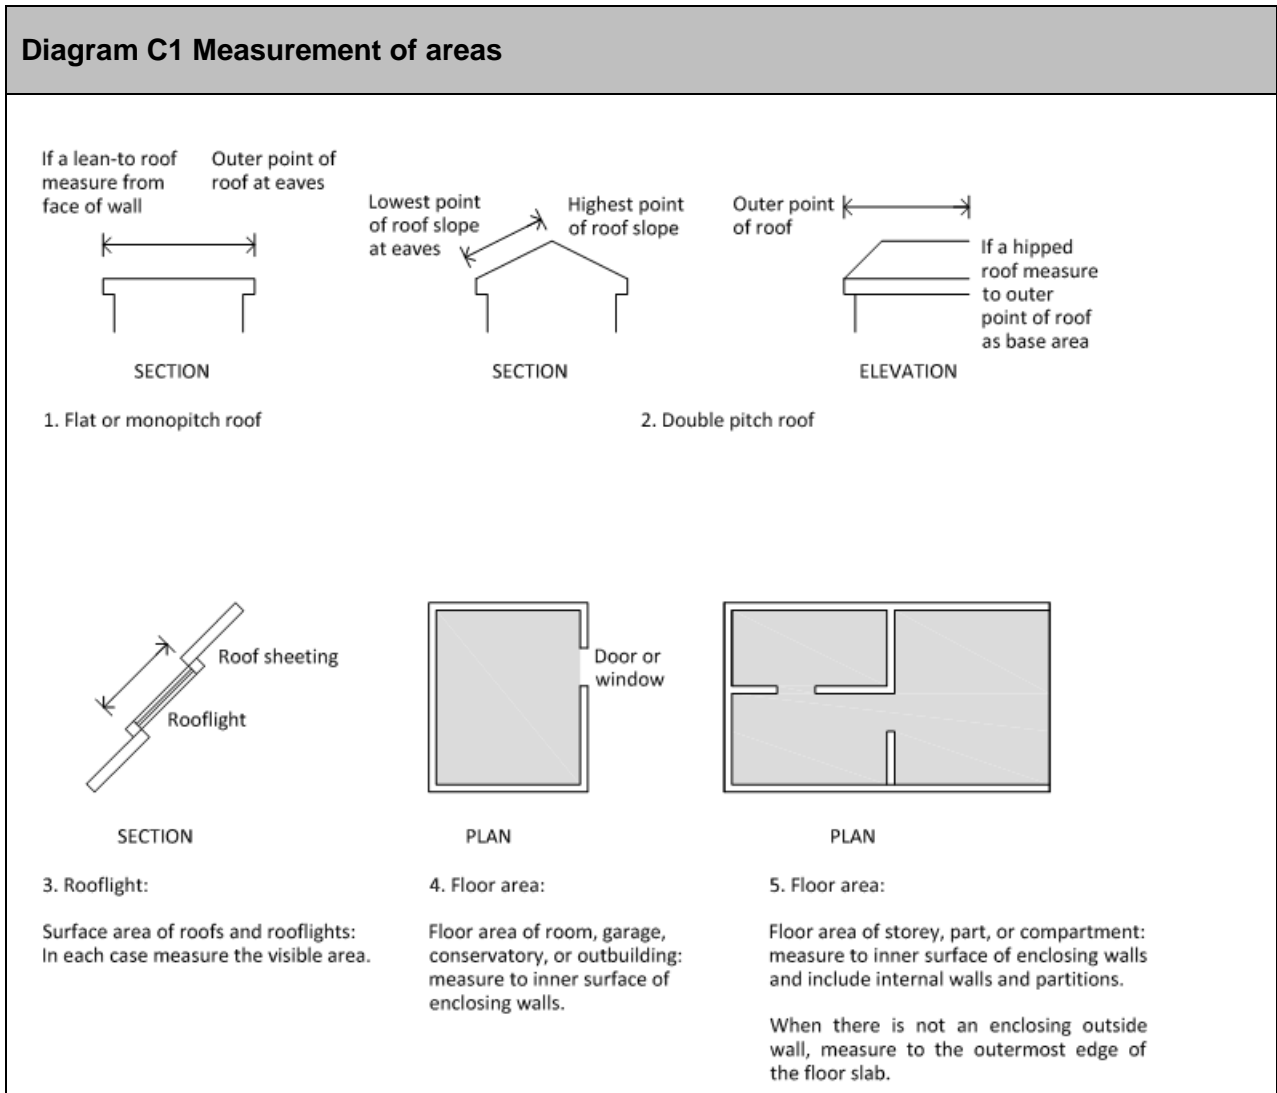 Diagram C1 Measurement of areas
If a lean-to roof
measure from
face of wall
Outer point of
roof at eaves
SECTION
1. Flat or monopitch roof
Lowest point
of roof slope
at eaves
Highest point
of roof slope
SECTION
Outer point
of roof
If a hipped
roof measure
to outer
point of roof
as base area
ELEVATION
2. Double pitch roof
Roof sheeting
Rooflight
SECTION
3. Rooflight:
Surface area of roofs and rooflights:
In each case measure the visible area.
Door or
window
PLAN
4. Floor area:
Floor area of room, garage,
conservatory, or outbuilding:
measure to inner surface of
enclosing walls.
PLAN
5. Floor area:
Floor area of storey, part, or compartment:
measure to inner surface of enclosing walls
and include internal walls and partitions.
When there is not an enclosing outside
wall, measure to the outermost edge of
the floor slab.